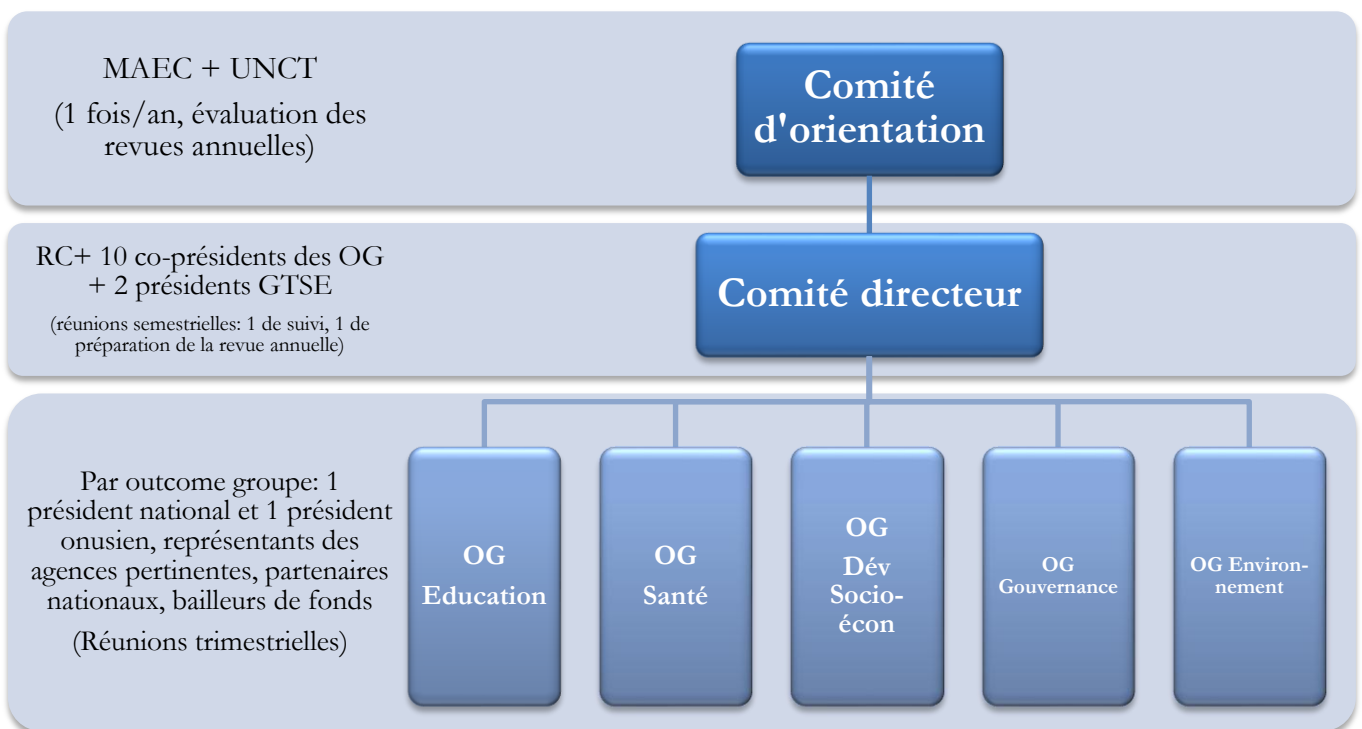 MAEC + UNCT
(1 fois/an, évaluation des
revues annuelles)
Comité
d'orientation
RC+ 10 co-présidents des OG
+ 2 présidents GTSE
(réunions semestrielles: 1 de suivi, 1 de
préparation de la revue annuelle)
Comité directeur
Par outcome groupe: 1
président national et 1 président
onusien, représentants des
agences pertinentes, partenaires
nationaux, bailleurs de fonds
(Réunions trimestrielles)
OG
Education
OG
Santé
OG
Dév
Socio-
écon
OG
Gouvernance
OG Environ-
nement